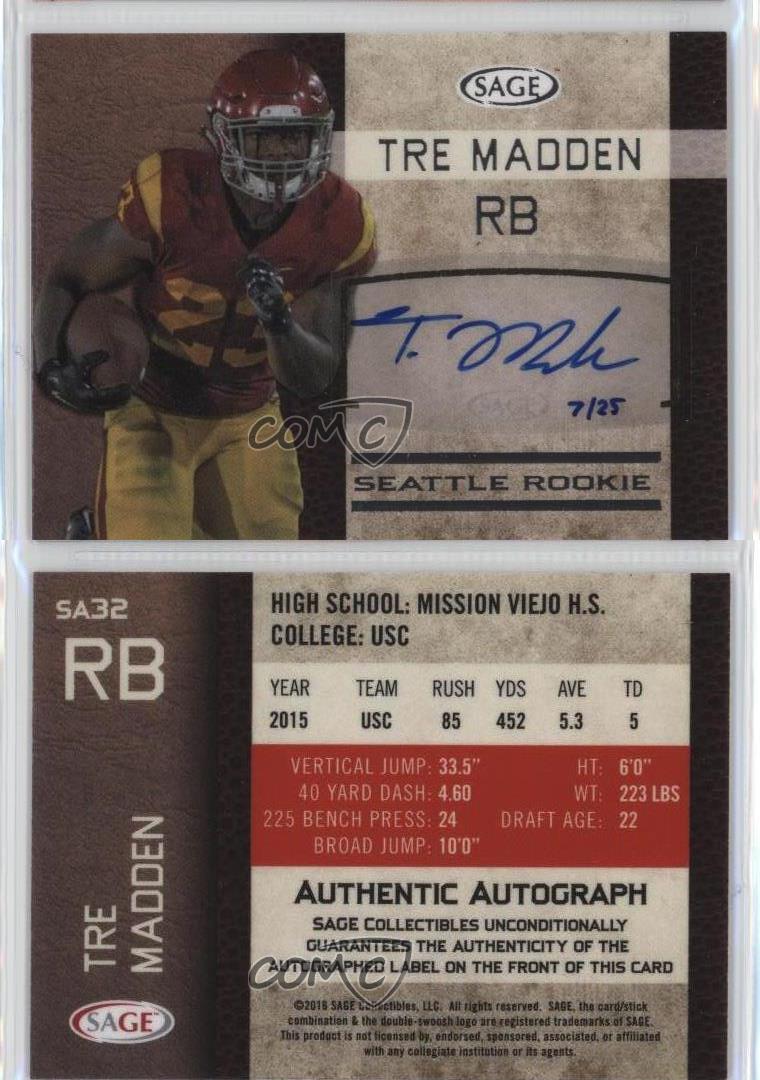 SAGE
TRE MADDEN
RB
23
T. M
SAGE
7/25
COMC
SEATTLE ROOKIE
SA32
RB
TRE
MADDEN
SAGE
HIGH SCHOOL: MISSION VIEJO H.S.
COLLEGE: USC
YEAR TEAM RUSH YDS AVE TD
2015 USC 85 452 5.3 5
VERTICAL JUMP: 33.5" HT: 6'0"
40 YARD DASH: 4.60 WT: 223 LBS
225 BENCH PRESS: 24 DRAFT AGE: 22
BROAD JUMP: 10'0"
AUTHENTIC AUTOGRAPH
SAGE COLLECTIBLES UNCONDITIONALLY
GUARANTEES THE AUTHENTICITY OF THE
AUTOGRAPHED LABEL ON THE FRONT OF THIS CARD
COMC
©2016 SAGE Collectibles, LLC. All rights reserved. SAGE, the card/stick
combination & the double-swoosh logo are registered trademarks of SAGE.
This product is not licensed by, endorsed, sponsored, associated, or affiliated
with any collegiate institution or its agents.